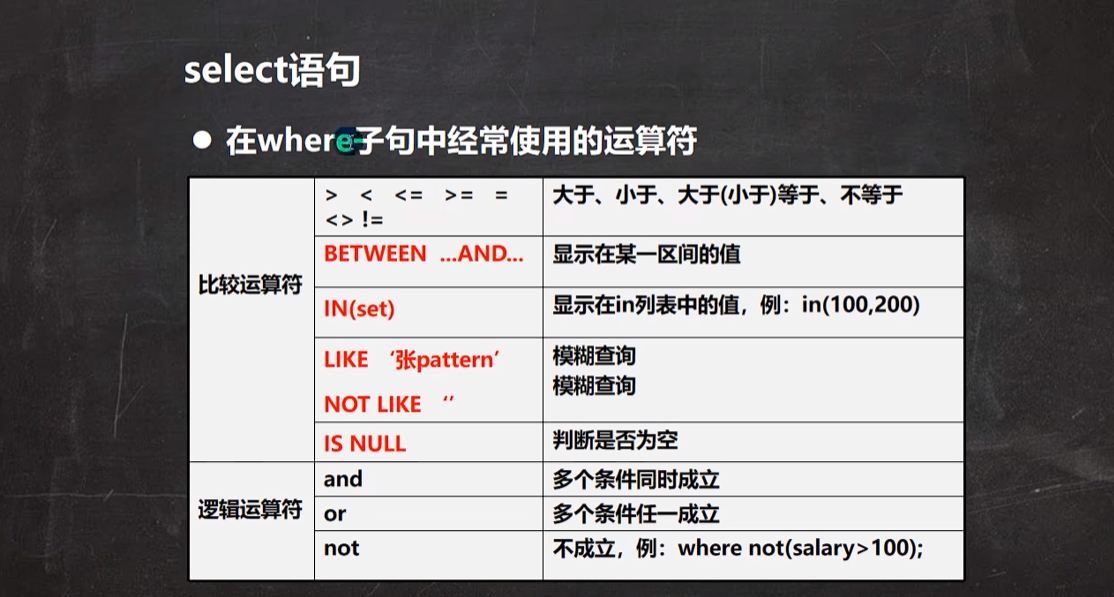 select语句
● 在where子句中经常使用的运算符
比较运算符
> < <= >= =
<> !=
大于、小于、大于(小于)等于、不等于
BETWEEN ...AND...
显示在某一区间的值
IN(set)
显示在in列表中的值，例：in(100,200)
LIKE ‘张pattern’
模糊查询
NOT LIKE ‘’
模糊查询
IS NULL
判断是否为空
逻辑运算符
and
多个条件同时成立
or
多个条件任一成立
not
不成立，例：where not(salary>100);